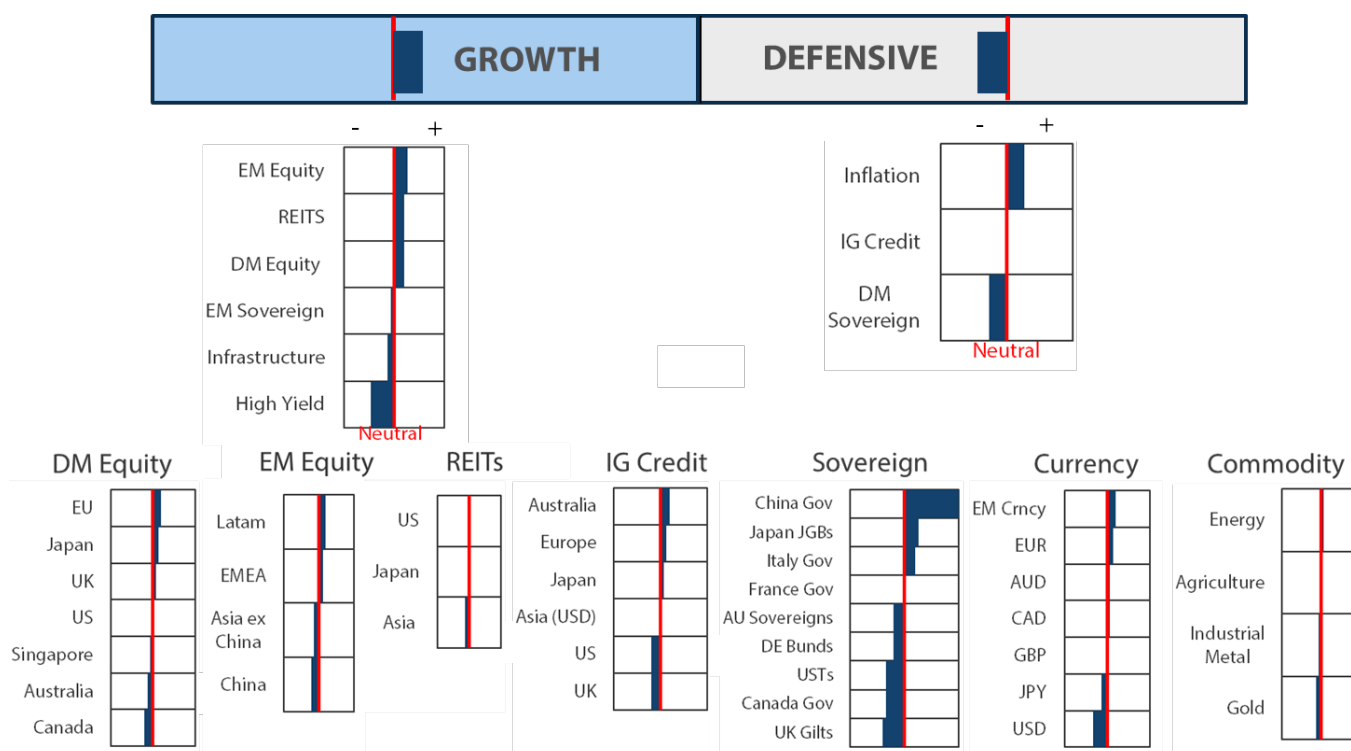 GROWTH
DEFENSIVE
- +
EM Equity
REITS
DM Equity
EM Sovereign
Infrastructure
High Yield
Neutral
- +
Inflation
IG Credit
DM
Sovereign
Neutral
DM Equity
EU
Japan
UK
US
Singapore
Australia
Canada
EM Equity
Latam
EMEA
Asia ex
China
China
REITs
US
Japan
Asia
IG Credit
Australia
Europe
Japan
Asia (USD)
US
UK
Sovereign
China Gov
Japan JGBs
Italy Gov
France Gov
AU Sovereigns
DE Bunds
USTs
Canada Gov
UK Gilts
Currency
EM Crncy
EUR
AUD
CAD
GBP
JPY
USD
Commodity
Energy
Agriculture
Industrial
Metal
Gold